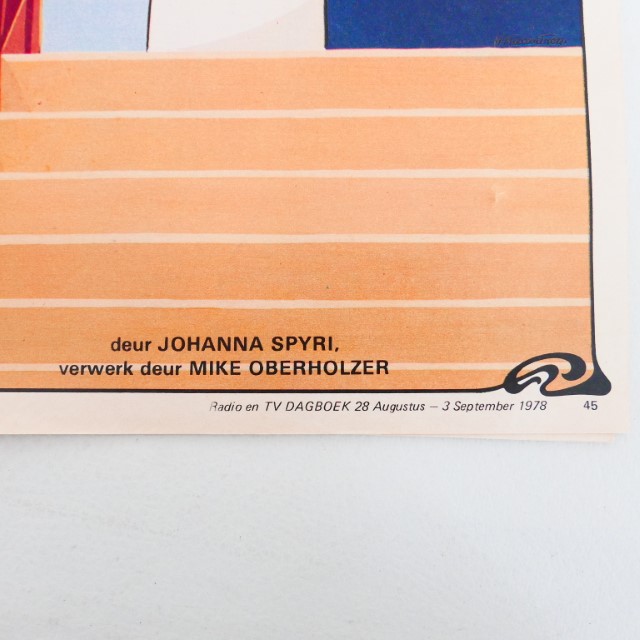 deur JOHANNA SPYRI,
verwerk deur MIKE OBERHOLZER
Radio en TV DAGBOEK 28 Augustus – 3 September 1978 45